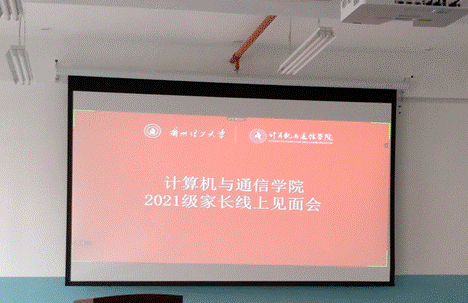 兰州理工大学 计算机与通信学院
计算机与通信学院
2021级家长线上见面会